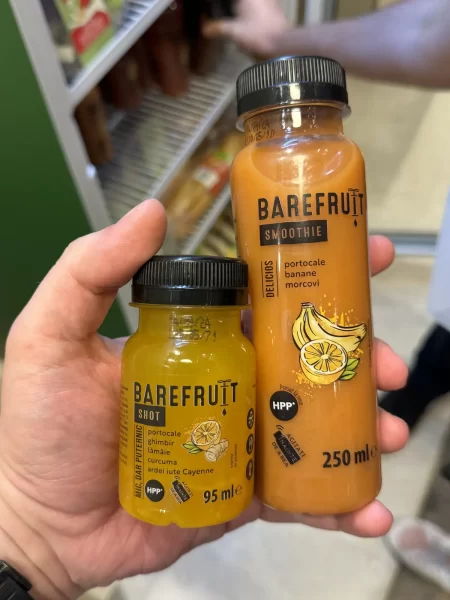 BAREFRUIT
SMOOTHIE
DELICIOS
portocale
banane
morcovi
HPP
250 ml
BAREFRUIT
SHOT
MIC, DAR PUTERNIC
portocale
ghimbir
lămâie
curcuma
ardei iute Cayenne
HPP
95 ml e